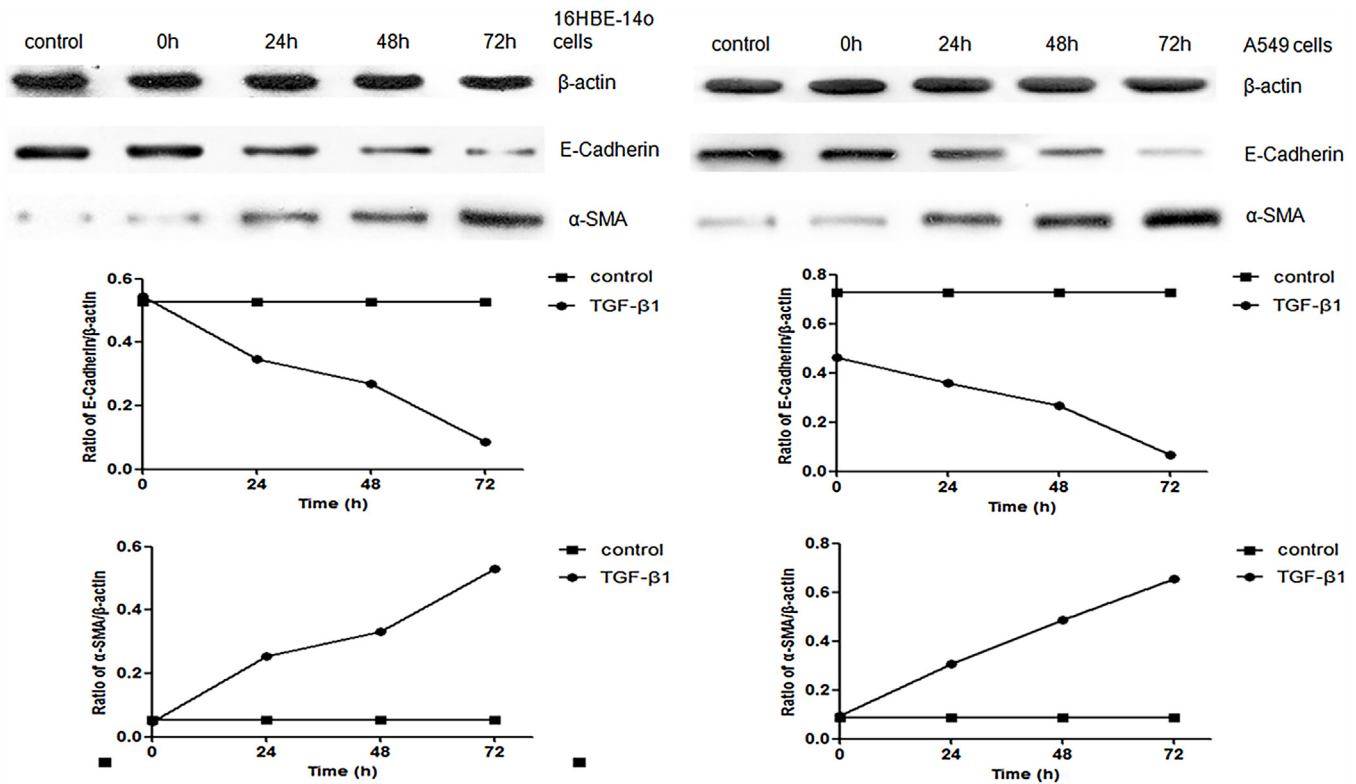 control 0h 24h 48h 72h 16HBE-14o cells
β-actin
E-Cadherin
α-SMA
control 0h 24h 48h 72h A549 cells
β-actin
E-Cadherin
α-SMA
Ratio of E-Cadherin/β-actin
0.6
0.4
0.2
0.0
0 24 48 72
Time (h)
control
TGF-β1
Ratio of E-Cadherin/β-actin
0.8
0.6
0.4
0.2
0.0
0 24 48 72
Time (h)
control
TGF-β1
Ratio of α-SMA/β-actin
0.6
0.4
0.2
0.0
0 24 48 72
Time (h)
control
TGF-β1
Ratio of α-SMA/β-actin
0.8
0.6
0.4
0.2
0.0
0 24 48 72
Time (h)
control
TGF-β1